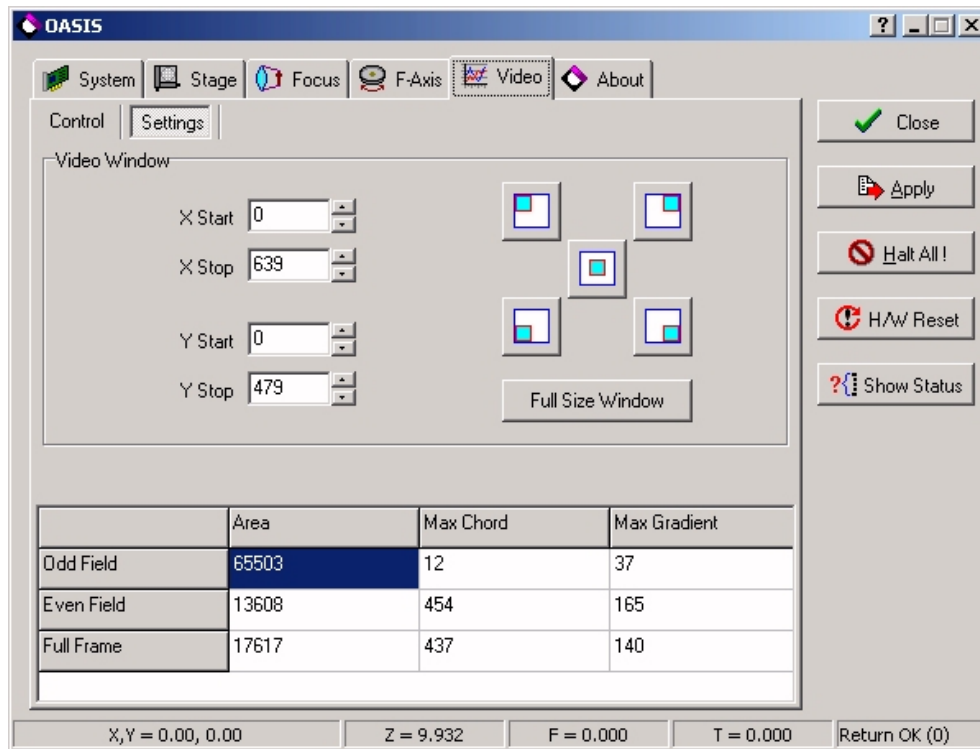 OASIS
System Stage Focus F-Axis Video About
Control Settings
Video Window
X Start 0
X Stop 639
Y Start 0
Y Stop 479
Full Size Window
Close
Apply
Halt All !
H/W Reset
Show Status
Area Max Chord Max Gradient
Odd Field 65503 12 37
Even Field 13608 454 165
Full Frame 17617 437 140
X,Y = 0.00, 0.00 Z = 9.932 F = 0.000 T = 0.000 Return OK (0)